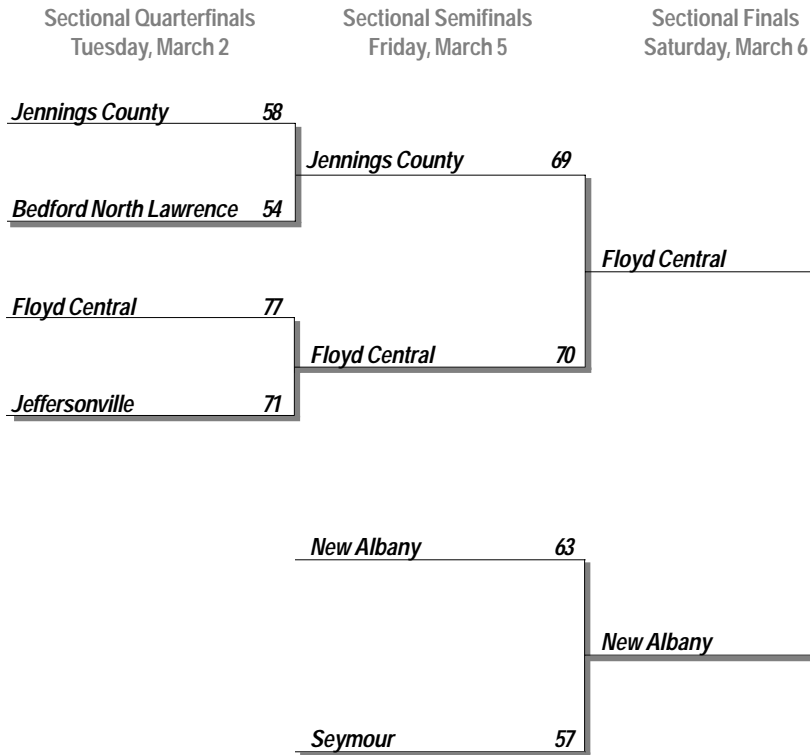 Sectional Quarterfinals
Tuesday, March 2
Sectional Semifinals
Friday, March 5
Sectional Finals
Saturday, March 6
Jennings County 58
Bedford North Lawrence 54
Floyd Central 77
Jeffersonville 71
Jennings County 69
Floyd Central 70
New Albany 63
Seymour 57
Floyd Central
New Albany